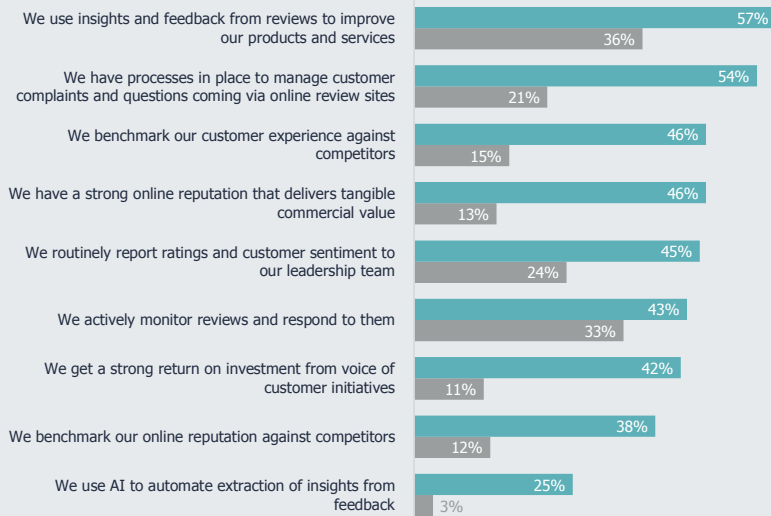 We use insights and feedback from reviews to improve
our products and services
57%
36%
We have processes in place to manage customer
complaints and questions coming via online review sites
54%
21%
We benchmark our customer experience against
competitors
46%
15%
We have a strong online reputation that delivers tangible
commercial value
46%
13%
We routinely report ratings and customer sentiment to
our leadership team
45%
24%
We actively monitor reviews and respond to them
43%
33%
We get a strong return on investment from voice of
customer initiatives
42%
11%
We benchmark our online reputation against competitors
38%
12%
We use AI to automate extraction of insights from
feedback
25%
3%